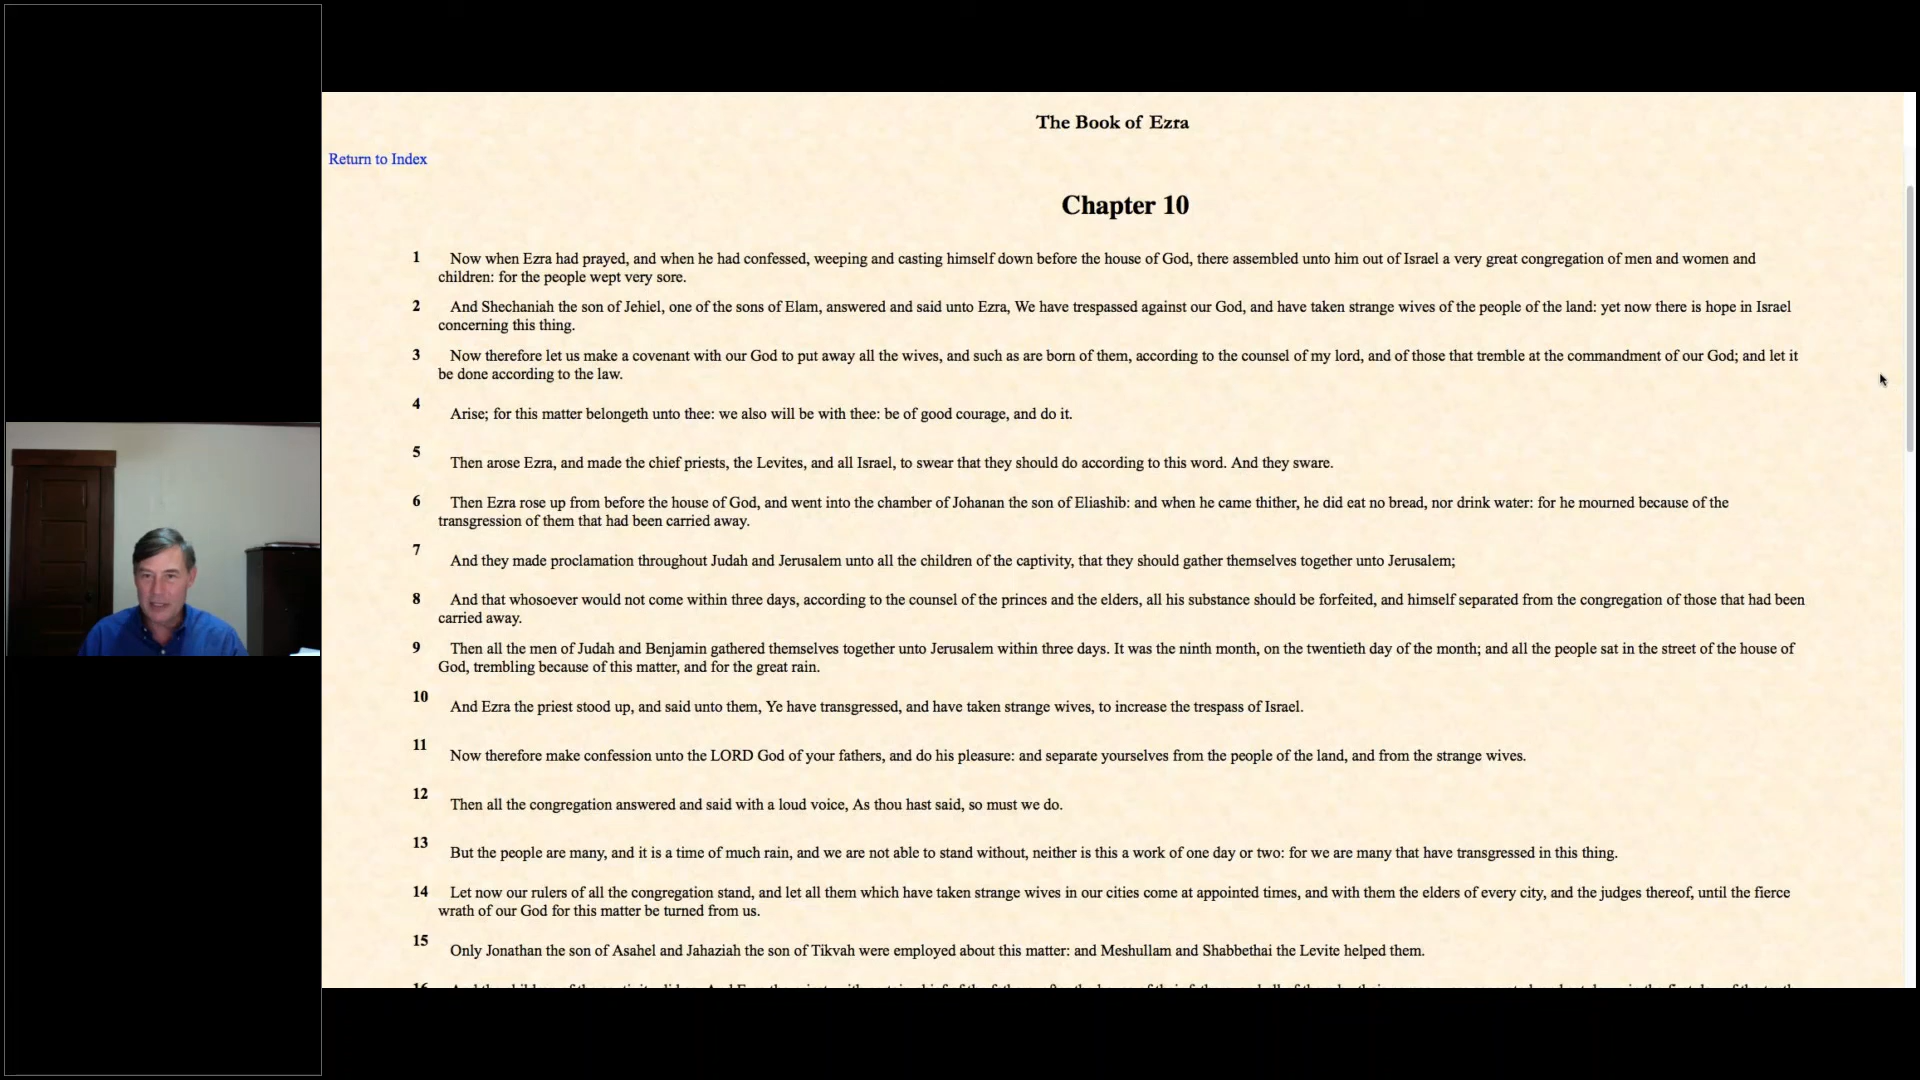 The Book of Ezra
Return to Index
Chapter 10
1 Now when Ezra had prayed, and when he had confessed, weeping and casting himself down before the house of God, there assembled unto him out of Israel a very great congregation of men and women and
children: for the people wept very sore.
2 And Shechaniah the son of Jehiel, one of the sons of Elam, answered and said unto Ezra, We have trespassed against our God, and have taken strange wives of the people of the land: yet now there is hope in Israel
concerning this thing.
3 Now therefore let us make a covenant with our God to put away all the wives, and such as are born of them, according to the counsel of my lord, and of those that tremble at the commandment of our God; and let it
be done according to the law.
4 Arise; for this matter belongeth unto thee: we also will be with thee: be of good courage, and do it.
5 Then arose Ezra, and made the chief priests, the Levites, and all Israel, to swear that they should do according to this word. And they sware.
6 Then Ezra rose up from before the house of God, and went into the chamber of Johanan the son of Eliashib: and when he came thither, he did eat no bread, nor drink water: for he mourned because of the
transgression of them that had been carried away.
7 And they made proclamation throughout Judah and Jerusalem unto all the children of the captivity, that they should gather themselves together unto Jerusalem;
8 And that whosoever would not come within three days, according to the counsel of the princes and the elders, all his substance should be forfeited, and himself separated from the congregation of those that had been
carried away.
9 Then all the men of Judah and Benjamin gathered themselves together unto Jerusalem within three days. It was the ninth month, on the twentieth day of the month; and all the people sat in the street of the house of
God, trembling because of this matter, and for the great rain.
10 And Ezra the priest stood up, and said unto them, Ye have transgressed, and have taken strange wives, to increase the trespass of Israel.
11 Now therefore make confession unto the LORD God of your fathers, and do his pleasure: and separate yourselves from the people of the land, and from the strange wives.
12 Then all the congregation answered and said with a loud voice, As thou hast said, so must we do.
13 But the people are many, and it is a time of much rain, and we are not able to stand without, neither is this a work of one day or two: for we are many that have transgressed in this thing.
14 Let now our rulers of all the congregation stand, and let all them which have taken strange wives in our cities come at appointed times, and with them the elders of every city, and the judges thereof, until the fierce
wrath of our God for this matter be turned from us.
15 Only Jonathan the son of Asahel and Jahaziah the son of Tikvah were employed about this matter: and Meshullam and Shabbethai the Levite helped them.